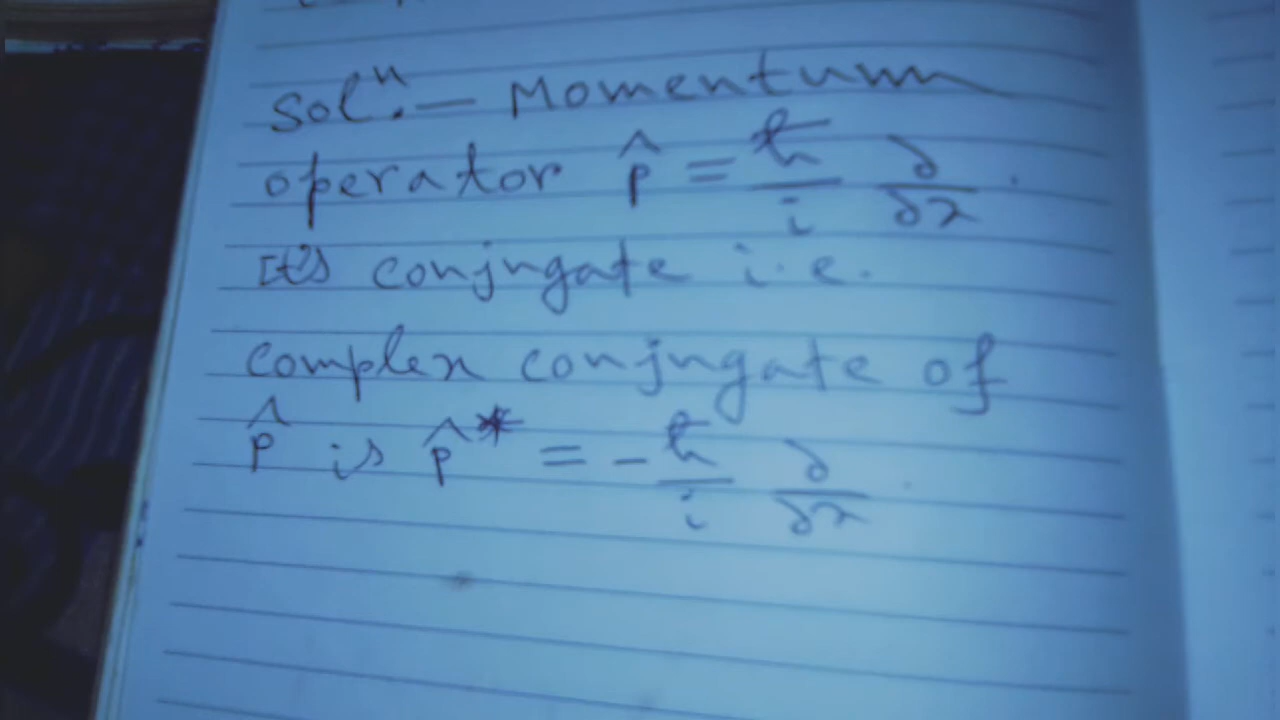 Solⁿ.— Momentum
operator p̂ = ℏ/i ∂/∂x.
It's conjugate i.e.
complex conjugate of
p̂ is p̂* = -ℏ/i ∂/∂x